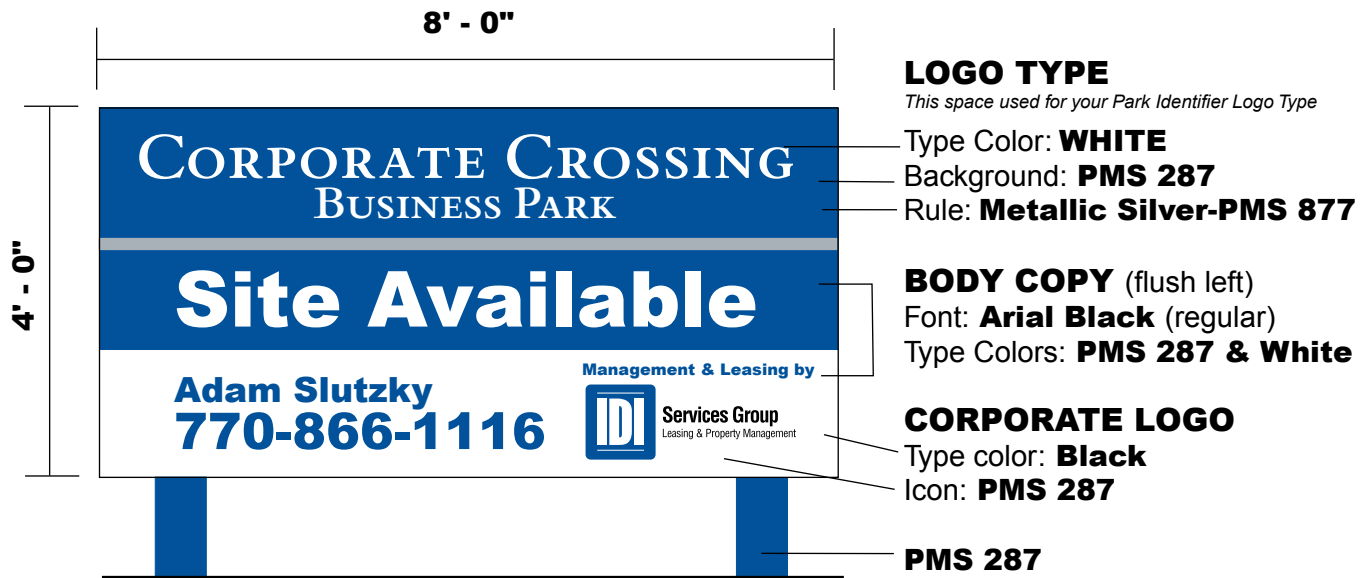 8' - 0"
4' - 0"
CORPORATE CROSSING
BUSINESS PARK
Site Available
Adam Slutzky
770-866-1116
Management & Leasing by
IDI
Services Group
Leasing & Property Management
LOGO TYPE
This space used for your Park Identifier Logo Type
Type Color: WHITE
Background: PMS 287
Rule: Metallic Silver-PMS 877
BODY COPY (flush left)
Font: Arial Black (regular)
Type Colors: PMS 287 & White
CORPORATE LOGO
Type color: Black
Icon: PMS 287
PMS 287